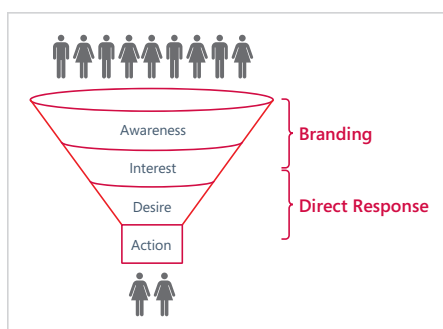 Awareness
Branding
Interest
Desire
Direct Response
Action